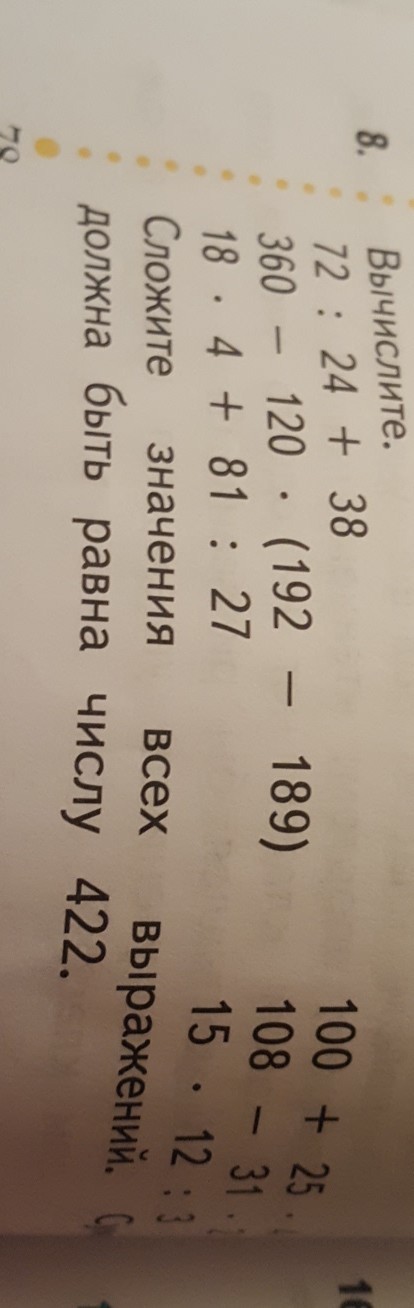 8. Вычислите.
72 : 24 + 38 100 + 25 :
360 – 120 · (192 – 189) 108 – 31
18 · 4 + 81 : 27 15 · 12 : 3
Сложите значения всех выражений.
должна быть равна числу 422.
78